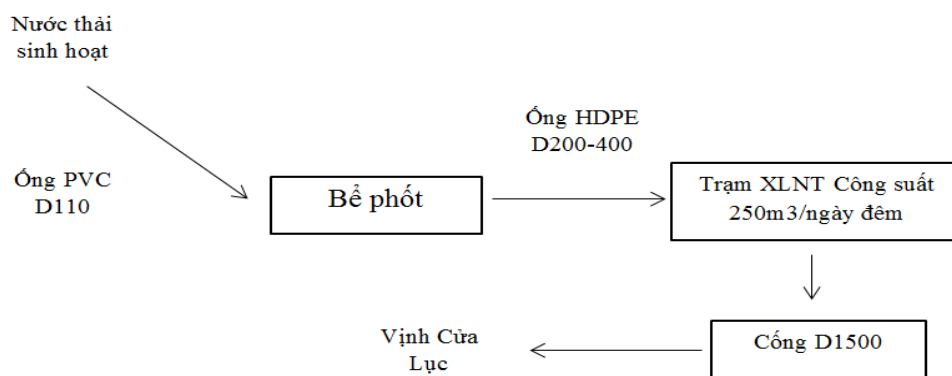 Nước thải
sinh hoạt
Ống PVC
D110
Bể phốt
Ống HDPE
D200-400
Trạm XLNT Công suất
250m3/ngày đêm
Cống D1500
Vịnh Cửa
Lục